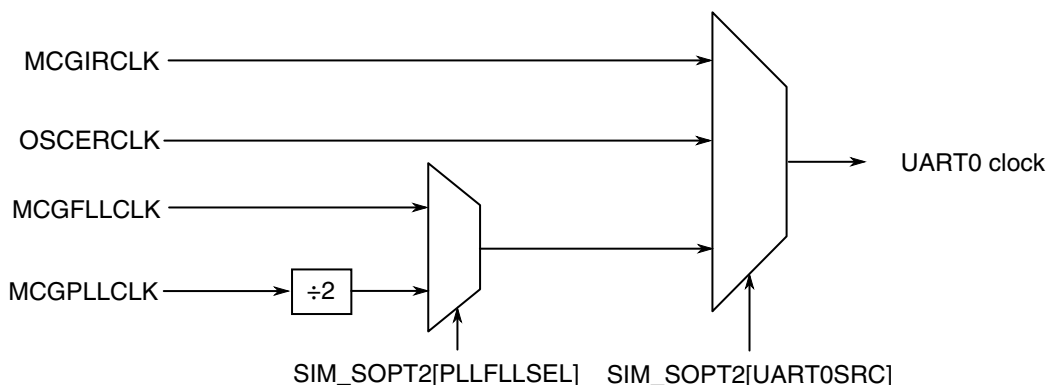 MCGIRCLK
OSCERCLK
UART0 clock
MCGFLLCLK
MCGPLLCLK
÷2
SIM_SOPT2[PLLFLLSEL]
SIM_SOPT2[UART0SRC]